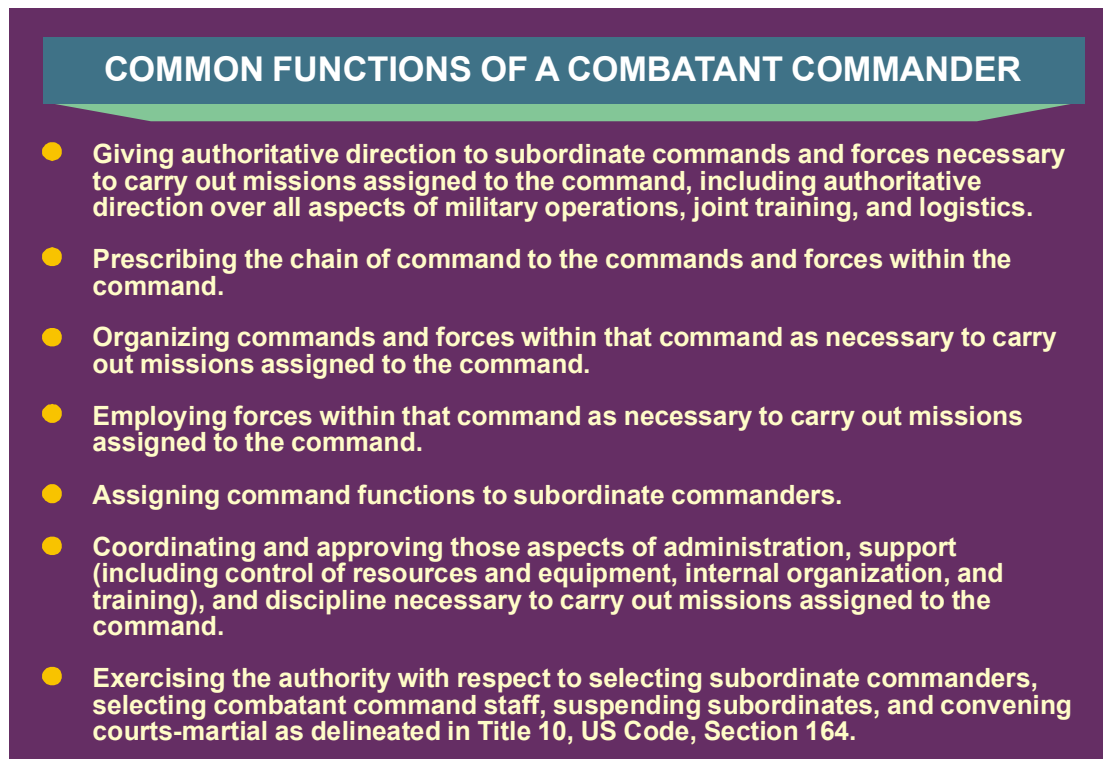 COMMON FUNCTIONS OF A COMBATANT COMMANDER
Giving authoritative direction to subordinate commands and forces necessary
to carry out missions assigned to the command, including authoritative
direction over all aspects of military operations, joint training, and logistics.
Prescribing the chain of command to the commands and forces within the
command.
Organizing commands and forces within that command as necessary to carry
out missions assigned to the command.
Employing forces within that command as necessary to carry out missions
assigned to the command.
Assigning command functions to subordinate commanders.
Coordinating and approving those aspects of administration, support
(including control of resources and equipment, internal organization, and
training), and discipline necessary to carry out missions assigned to the
command.
Exercising the authority with respect to selecting subordinate commanders,
selecting combatant command staff, suspending subordinates, and convening
courts-martial as delineated in Title 10, US Code, Section 164.